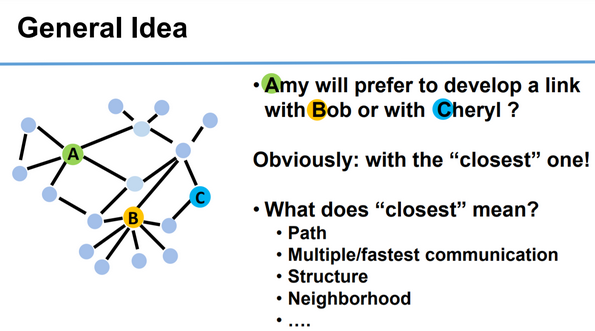 General Idea
• Amy will prefer to develop a link
with Bob or with Cheryl ?
Obviously: with the “closest” one!
• What does “closest” mean?
• Path
• Multiple/fastest communication
• Structure
• Neighborhood
• ....
A
B
C